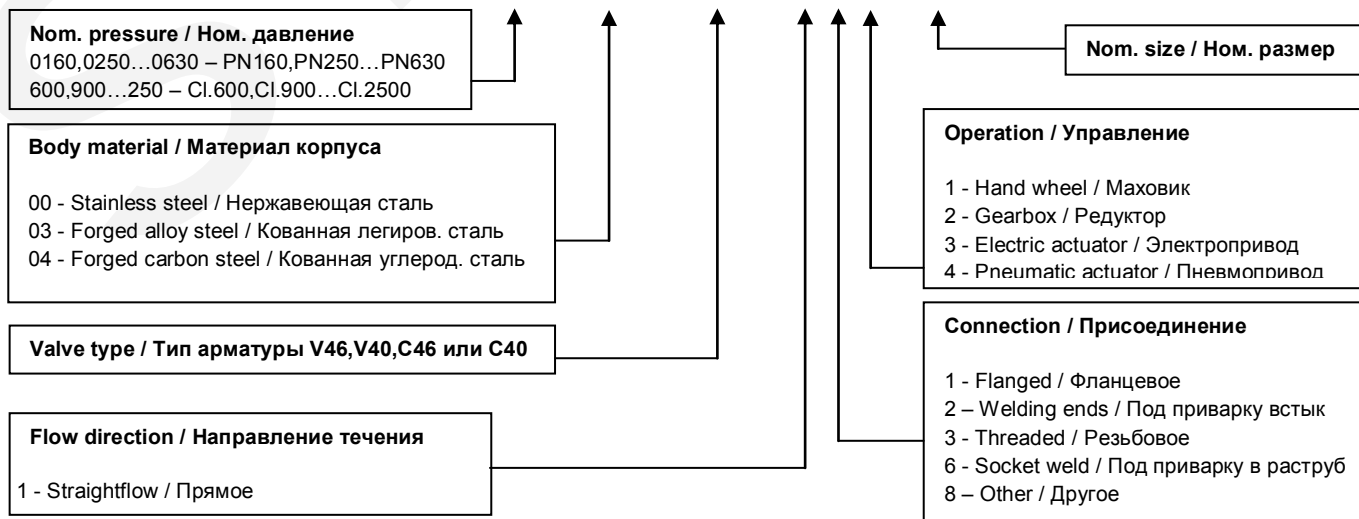 Nom. pressure / Ном. давление
0160,0250…0630 – PN160,PN250…PN630
600,900…250 – Cl.600,Cl.900…Cl.2500
Body material / Материал корпуса
00 - Stainless steel / Нержавеющая сталь
03 - Forged alloy steel / Кованная легиров. сталь
04 - Forged carbon steel / Кованная углерод. сталь
Valve type / Тип арматуры V46,V40,C46 или C40
Flow direction / Направление течения
1 - Straightflow / Прямое
Nom. size / Ном. размер
Operation / Управление
1 - Hand wheel / Маховик
2 - Gearbox / Редуктор
3 - Electric actuator / Электропривод
4 - Pneumatic actuator / Пневмопривод
Connection / Присоединение
1 - Flanged / Фланцевое
2 – Welding ends / Под приварку встык
3 - Threaded / Резьбовое
6 - Socket weld / Под приварку в раструб
8 – Other / Другое